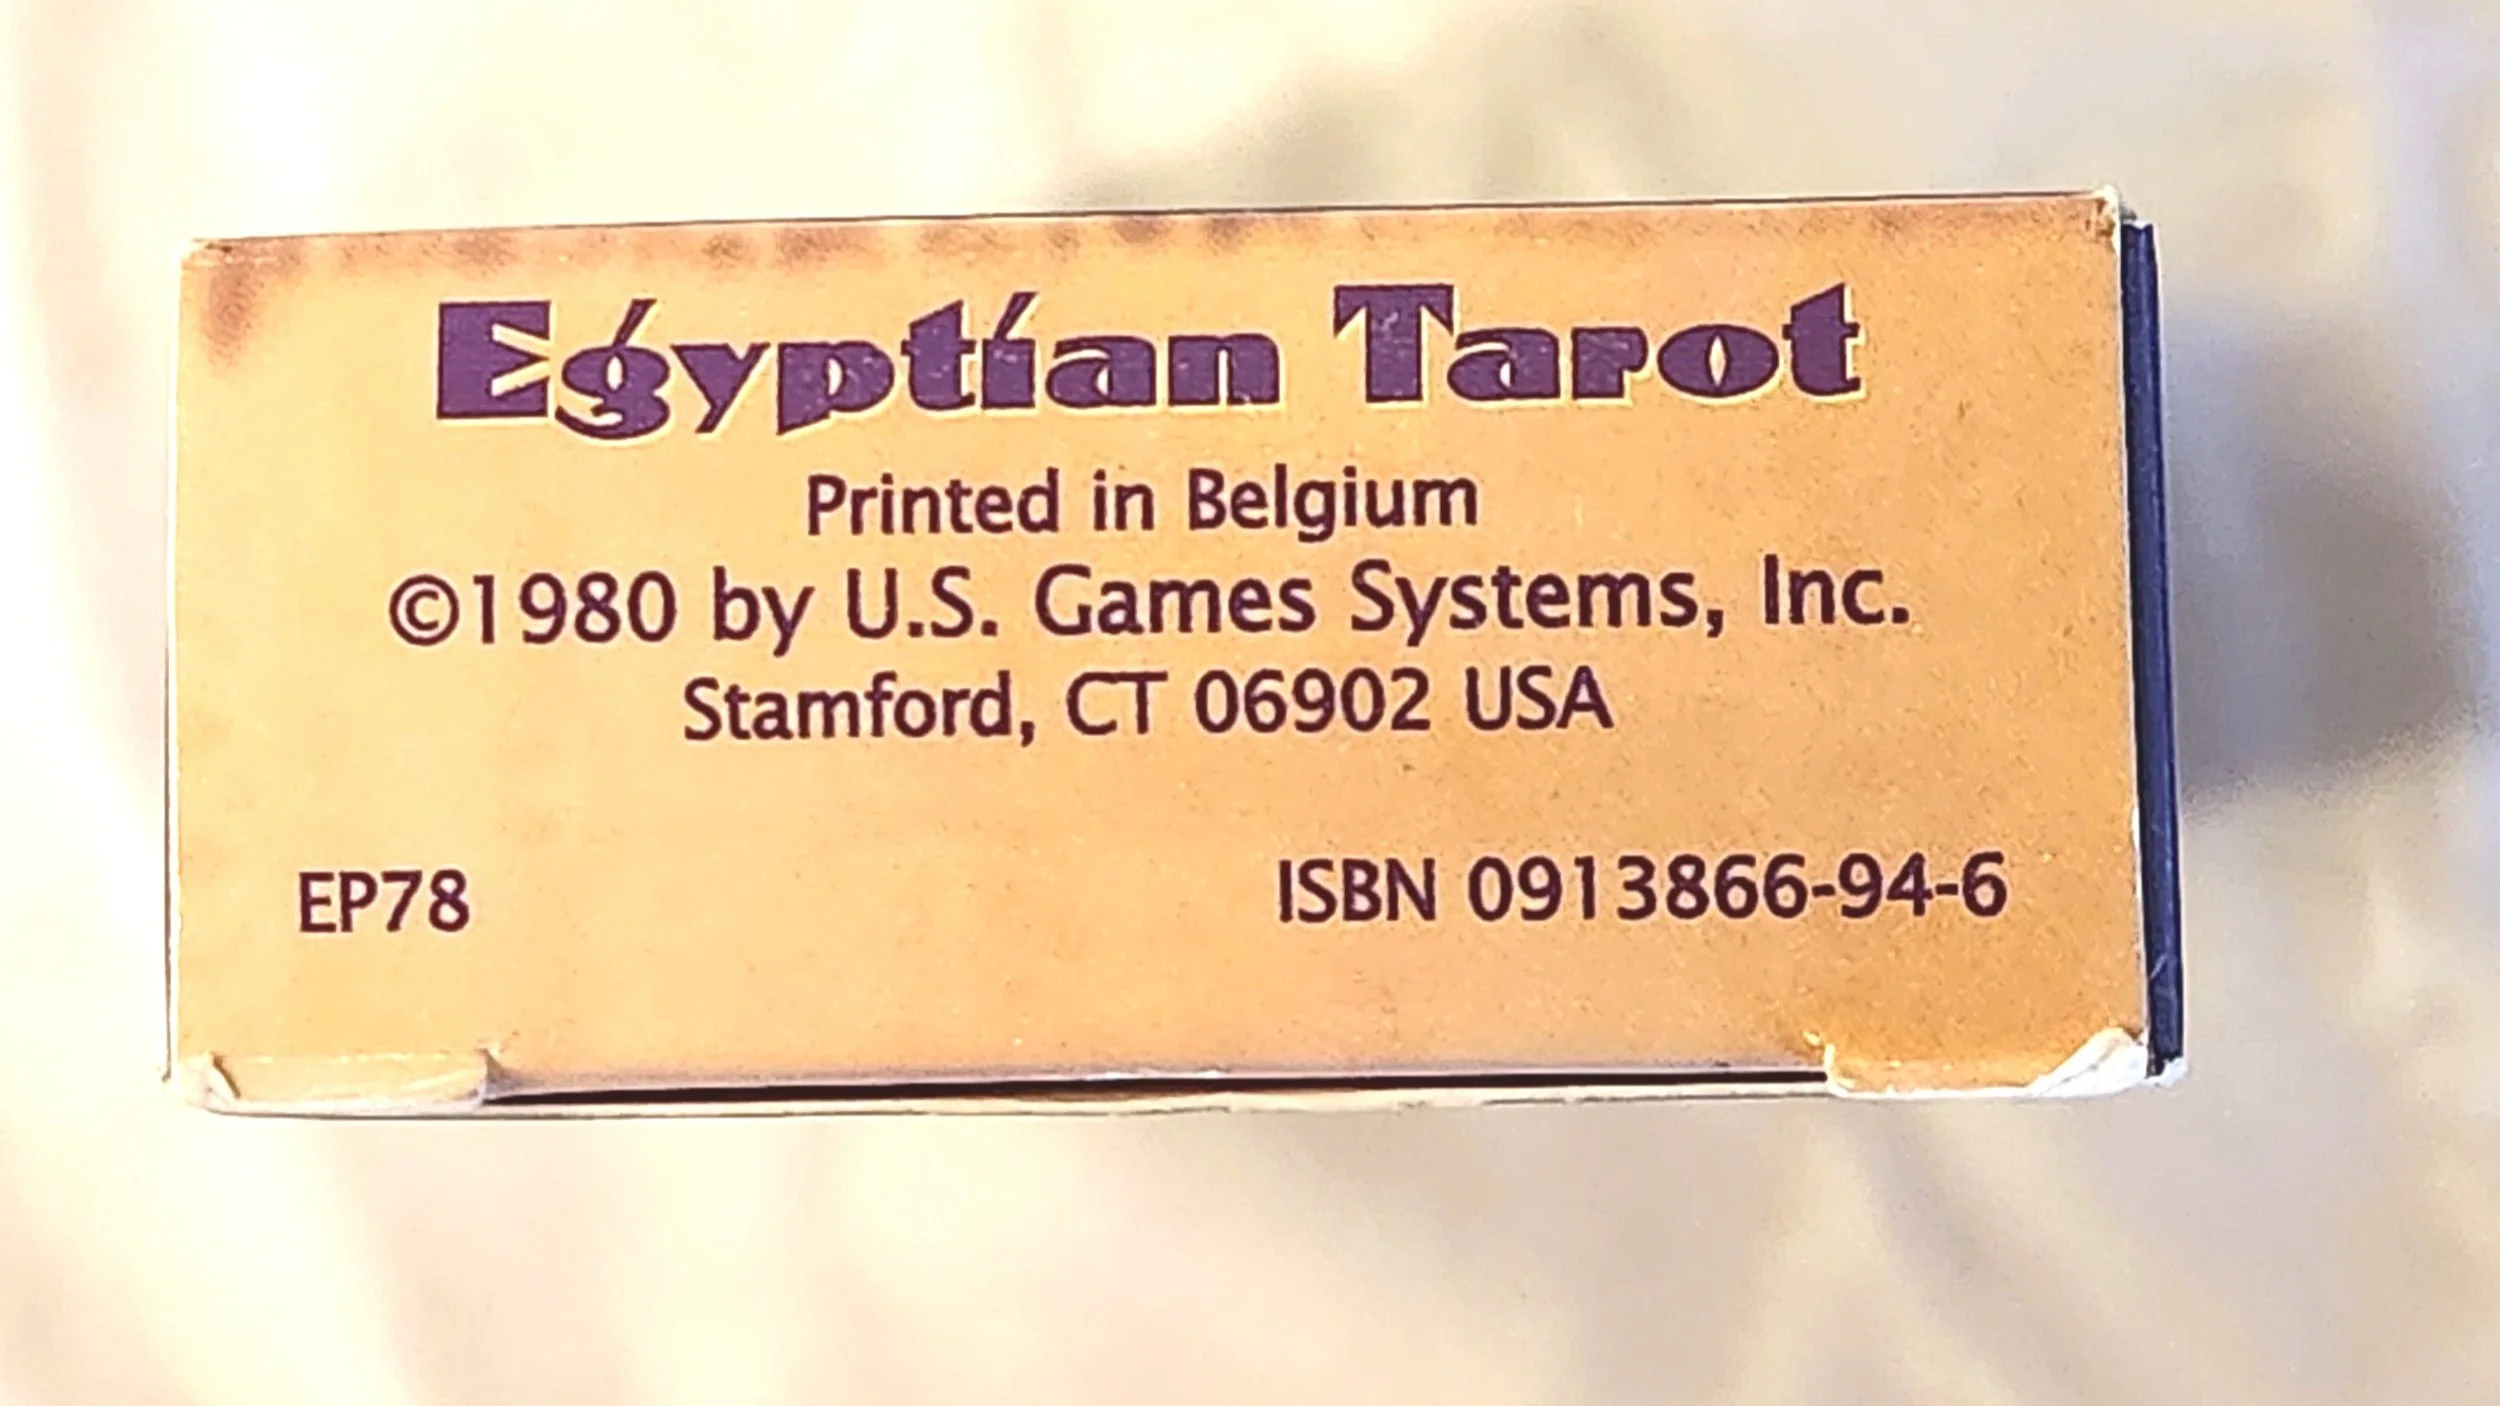 Egyptian Tarot
Printed in Belgium
©1980 by U.S. Games Systems, Inc.
Stamford, CT 06902 USA
EP78
ISBN 0913866-94-6